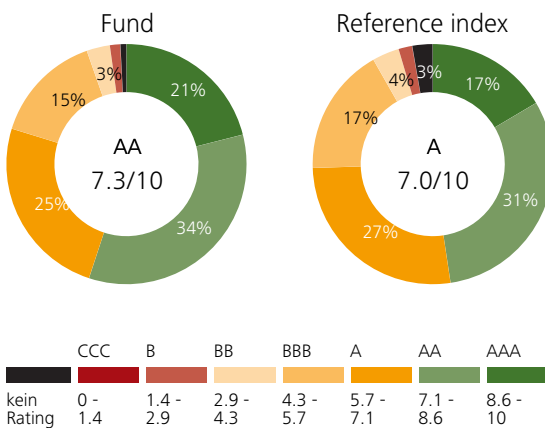 Fund
Reference index
3%
21%
15%
AA
7.3/10
25%
34%
4%
3%
17%
17%
A
7.0/10
31%
27%
CCC B BB BBB A AA AAA
kein 0 - 1.4 - 2.9 - 4.3 - 5.7 - 7.1 - 8.6 -
Rating 1.4 2.9 4.3 5.7 7.1 8.6 10